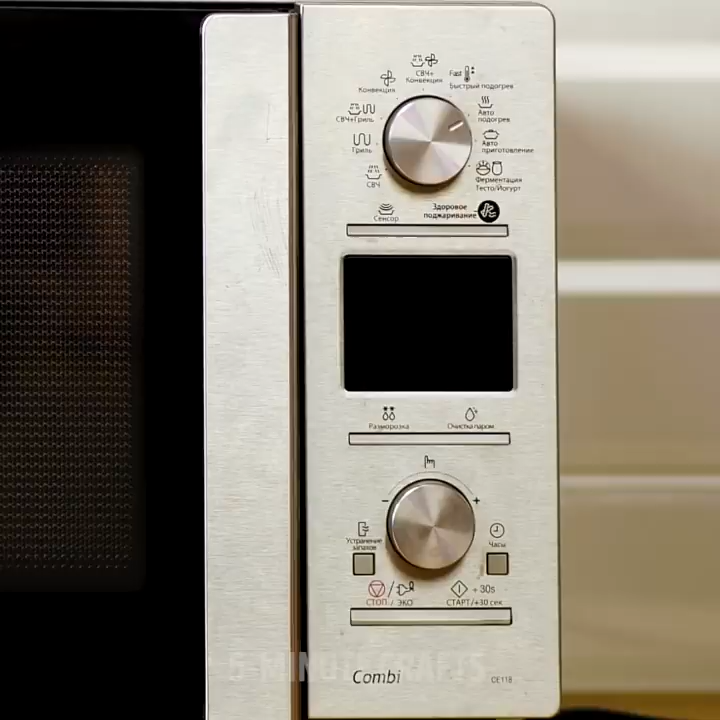 СВЧ+
Конвекция
Fast
Быстрый подогрев
Конвекция
Авто
подогрев
СВЧ+Гриль
Авто
приготовление
Гриль
СВЧ
Ферментация
Тесто/Йогурт
Сенсор
Здоровое
поджаривание
Разморозка
Очистка паром
- +
Устранение
запахов
Часы
/ + 30s
СТОП / ЭКО
СТАРТ/+30 сек
5-MINUTE CRAFTS
Combi
CE118